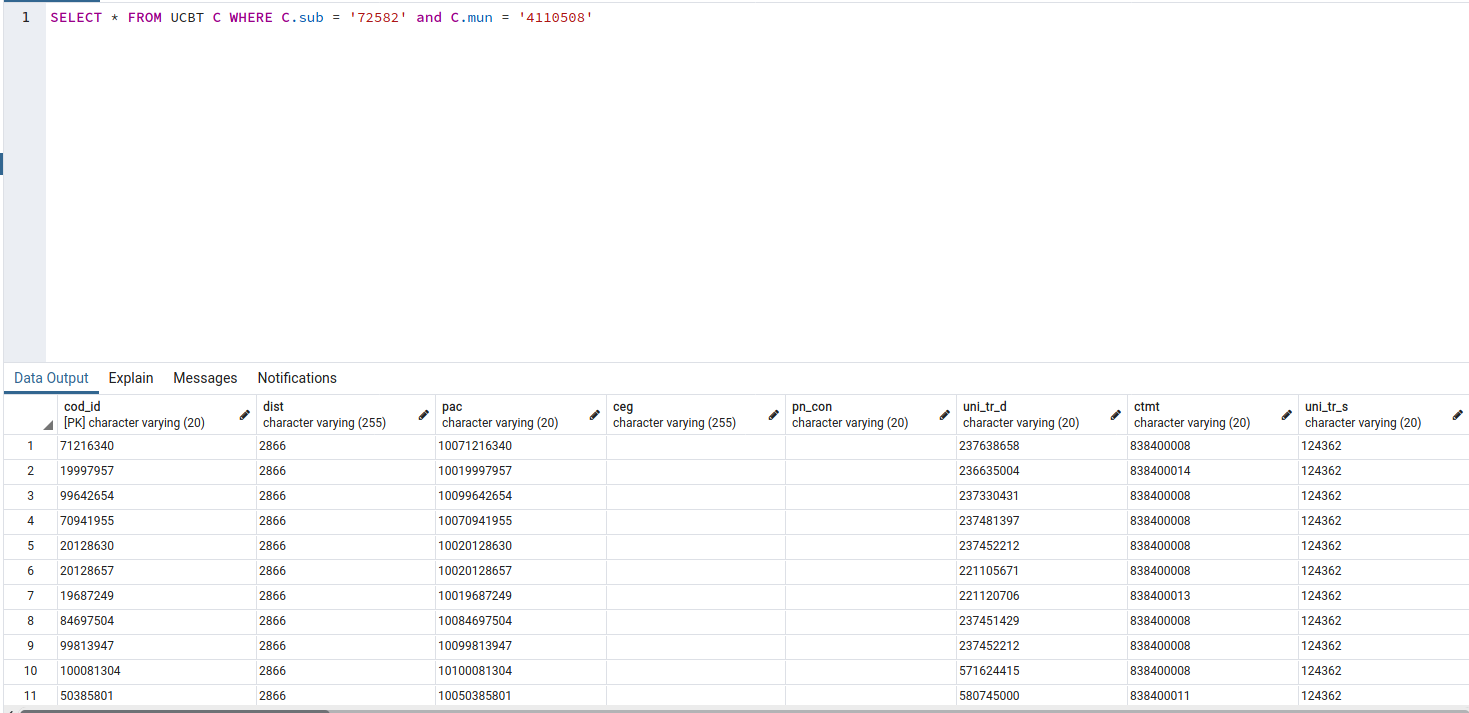 1 SELECT * FROM UCBT C WHERE C.sub = '72582' and C.mun = '4110508'
Data Output Explain Messages Notifications
cod_id dist pac ceg pn_con uni_tr_d ctmt uni_tr_s
[PK] character varying (20) character varying (255) character varying (20) character varying (255) character varying (20) character varying (20) character varying (20) character varying (20)
1 71216340 2866 10071216340 237638658 838400008 124362
2 19997957 2866 10019997957 236635004 838400014 124362
3 99642654 2866 10099642654 237330431 838400008 124362
4 70941955 2866 10070941955 237481397 838400008 124362
5 20128630 2866 10020128630 237452212 838400008 124362
6 20128657 2866 10020128657 221105671 838400008 124362
7 19687249 2866 10019687249 221120706 838400013 124362
8 84697504 2866 10084697504 237451429 838400008 124362
9 99813947 2866 10099813947 237452212 838400008 124362
10 100081304 2866 10100081304 571624415 838400008 124362
11 50385801 2866 10050385801 580745000 838400011 124362